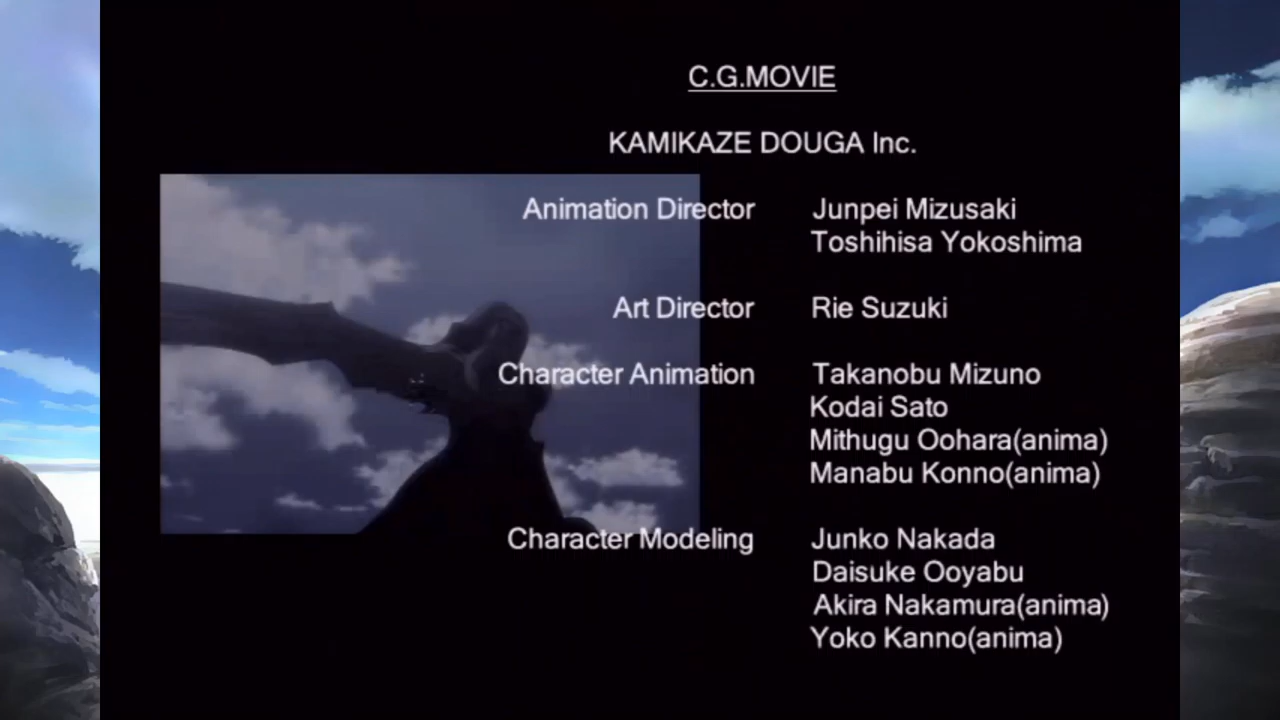 C.G.MOVIE
KAMIKAZE DOUGA Inc.
Animation Director Junpei Mizusaki
Toshihisa Yokoshima
Art Director Rie Suzuki
Character Animation Takanobu Mizuno
Kodai Sato
Mithugu Oohara(anima)
Manabu Konno(anima)
Character Modeling Junko Nakada
Daisuke Ooyabu
Akira Nakamura(anima)
Yoko Kanno(anima)